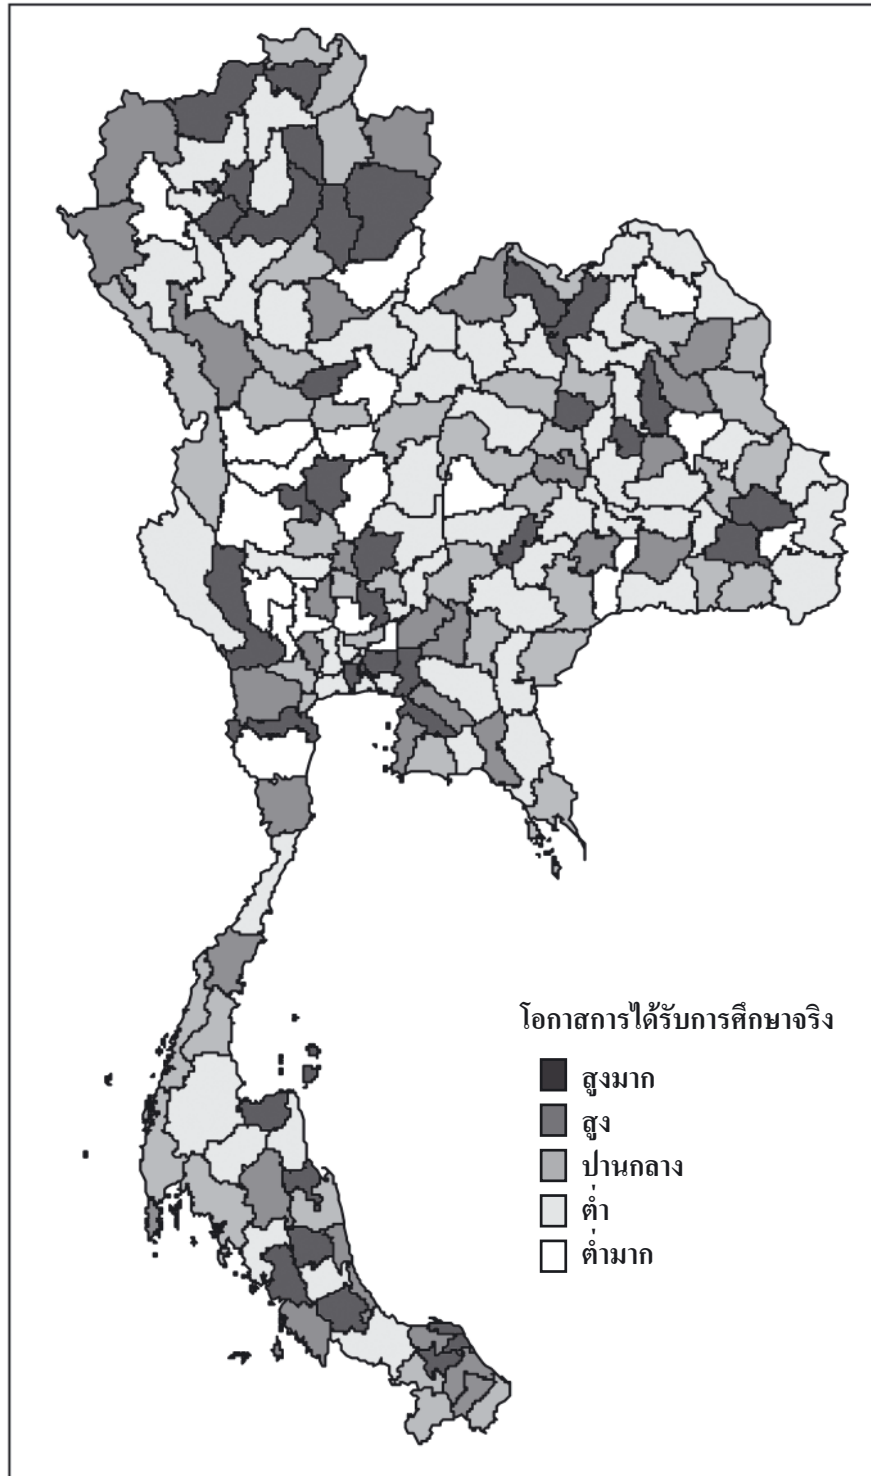 โอกาสการได้รับการศึกษาจริง
สูงมาก
สูง
ปานกลาง
ต่ำ
ต่ำมาก